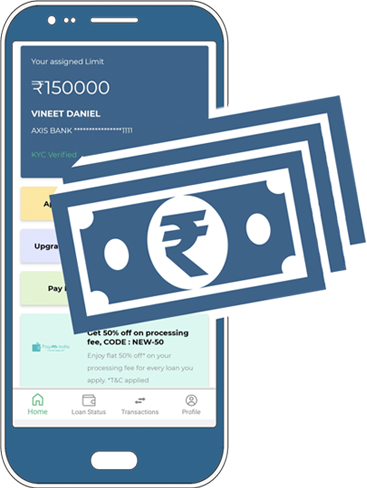 Your assigned Limit
₹150000
VINEET DANIEL
AXIS BANK ****************1111
KYC Verified
Upgra
Pay
₹
Get 50% off on processing
fee, CODE : NEW-50
Enjoy flat 50% off* on your
processing fee for every loan you
apply. *T&C applied
Home
Loan Status
Transactions
Profile